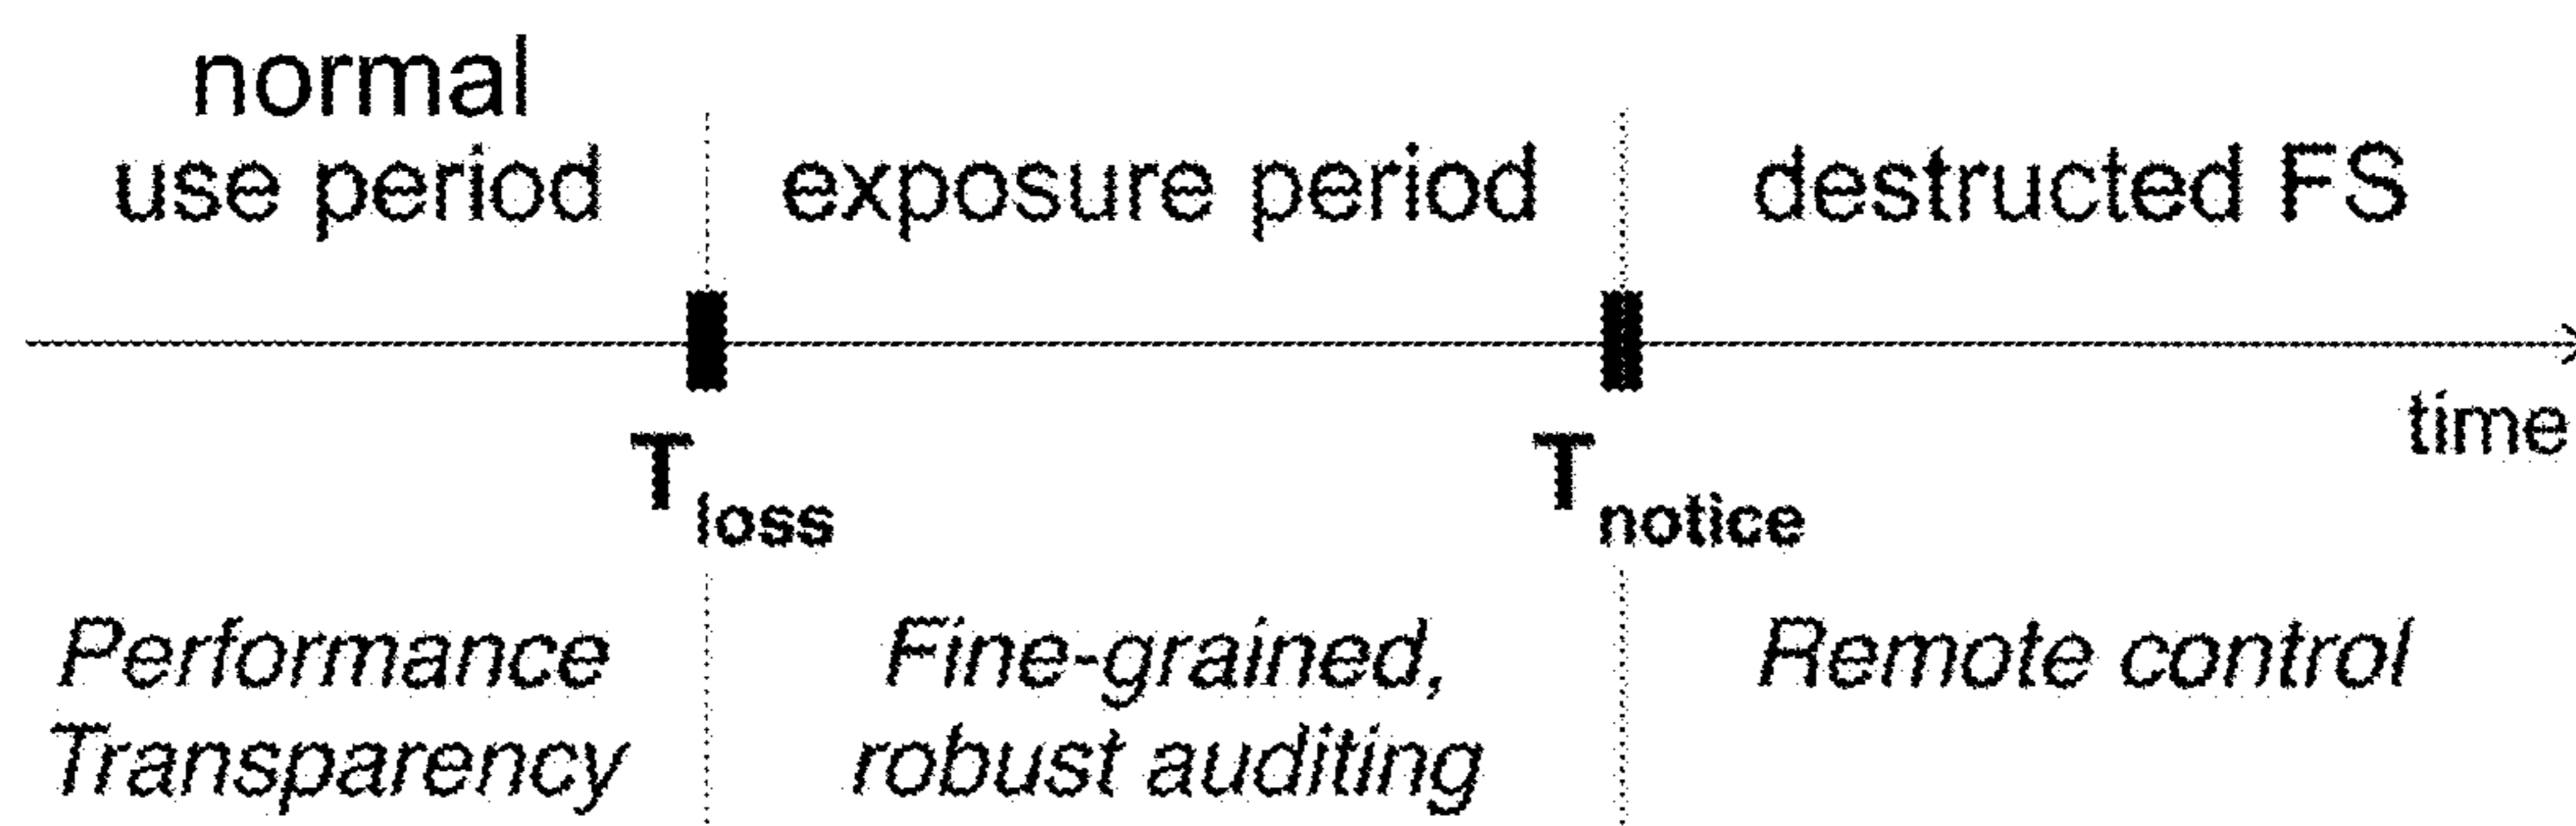 normal
use period
exposure period
destructed FS
time
T loss
T notice
Performance
Transparency
Fine-grained,
robust auditing
Remote control